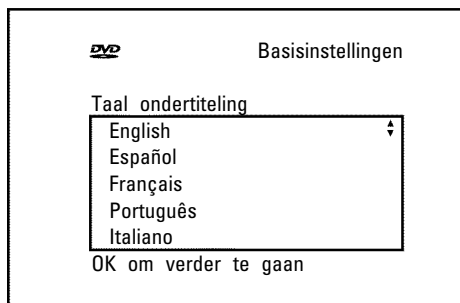 DVD Basisinstellingen
Taal ondertiteling
English
Español
Français
Português
Italiano
OK om verder te gaan